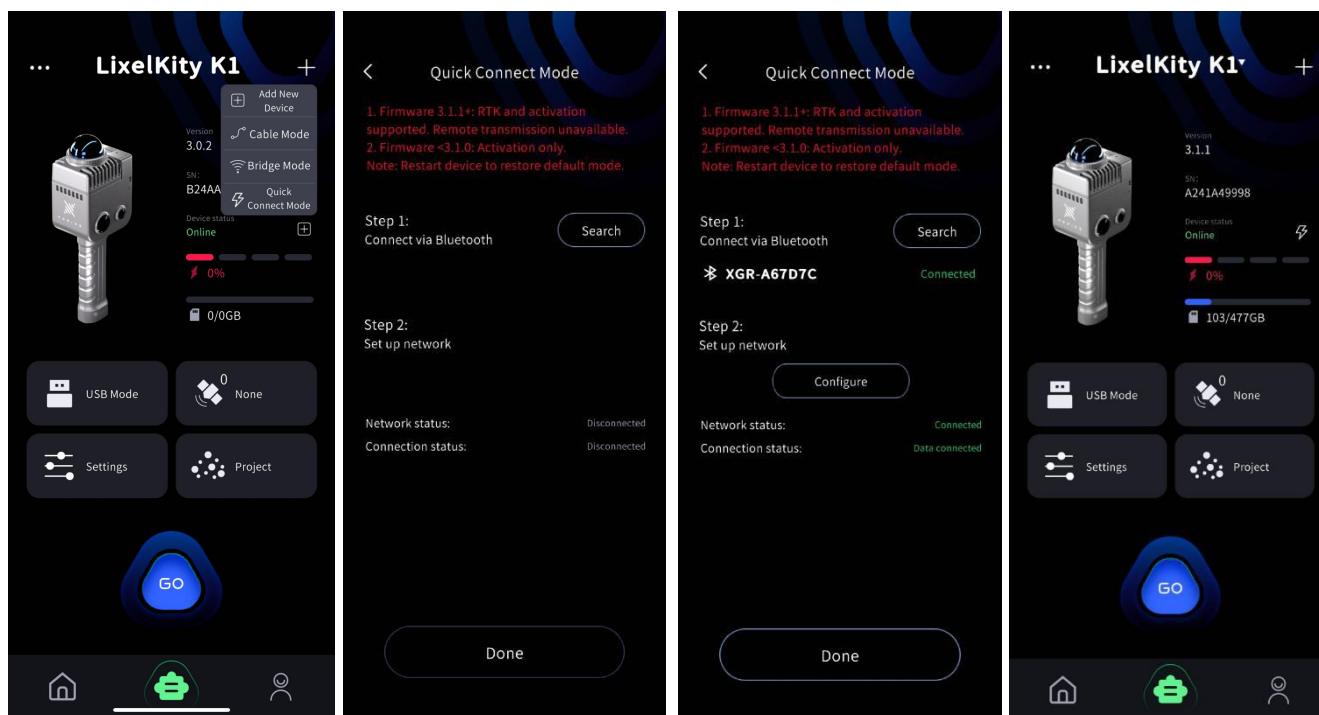 ...
LixelKity K1
+
Add New
Device
Cable Mode
Bridge Mode
Quick
Connect Mode
Version
3.0.2
SN:
B24AA
Device status
Online
0%
0/0GB
USB Mode
0
None
Settings
Project
GO
Quick Connect Mode
1. Firmware 3.1.1+: RTK and activation
supported. Remote transmission unavailable.
2. Firmware <3.1.0: Activation only.
Note: Restart device to restore default mode.
Step 1:
Connect via Bluetooth
Search
Step 2:
Set up network
Network status:
Disconnected
Connection status:
Disconnected
Done
Quick Connect Mode
1. Firmware 3.1.1+: RTK and activation
supported. Remote transmission unavailable.
2. Firmware <3.1.0: Activation only.
Note: Restart device to restore default mode.
Step 1:
Connect via Bluetooth
Search
XGR-A67D7C
Connected
Step 2:
Set up network
Configure
Network status:
Connected
Connection status:
Data connected
Done
...
LixelKity K1
+
Version
3.1.1
SN:
A241A49998
Device status
Online
0%
103/477GB
USB Mode
0
None
Settings
Project
GO